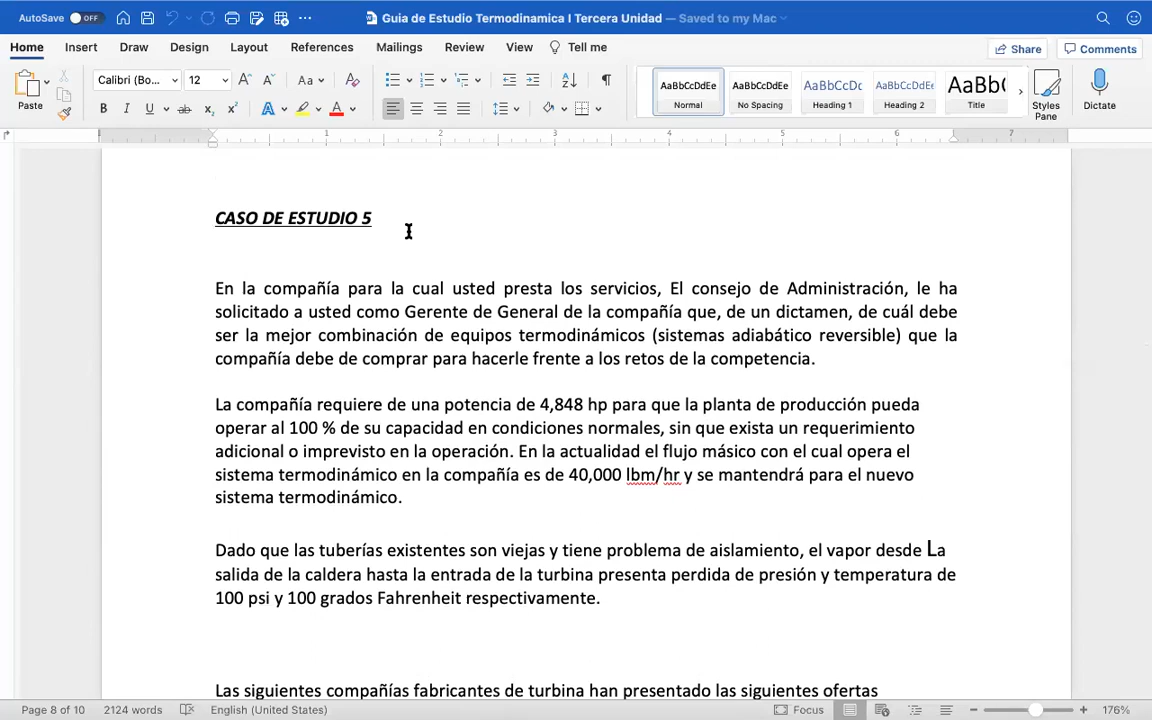 AutoSave OFF Guia de Estudio Termodinamica I Tercera Unidad — Saved to my Mac
Home Insert Draw Design Layout References Mailings Review View Tell me Share Comments
Paste Calibri (Bo... 12 Aa AaBbCcDdEe AaBbCcDdEe AaBbCcDc AaBbCcDdEe AaBb( Styles Pane Dictate
Normal No Spacing Heading 1 Heading 2 Title
1 1 2 3 4 5 6 7
CASO DE ESTUDIO 5
En la compañía para la cual usted presta los servicios, El consejo de Administración, le ha
solicitado a usted como Gerente de General de la compañía que, de un dictamen, de cuál debe
ser la mejor combinación de equipos termodinámicos (sistemas adiabático reversible) que la
compañía debe de comprar para hacerle frente a los retos de la competencia.
La compañía requiere de una potencia de 4,848 hp para que la planta de producción pueda
operar al 100 % de su capacidad en condiciones normales, sin que exista un requerimiento
adicional o imprevisto en la operación. En la actualidad el flujo másico con el cual opera el
sistema termodinámico en la compañía es de 40,000 lbm/hr y se mantendrá para el nuevo
sistema termodinámico.
Dado que las tuberías existentes son viejas y tiene problema de aislamiento, el vapor desde La
salida de la caldera hasta la entrada de la turbina presenta perdida de presión y temperatura de
100 psi y 100 grados Fahrenheit respectivamente.
Las siguientes compañías fabricantes de turbina han presentado las siguientes ofertas
Page 8 of 10 2124 words English (United States) Focus 176%